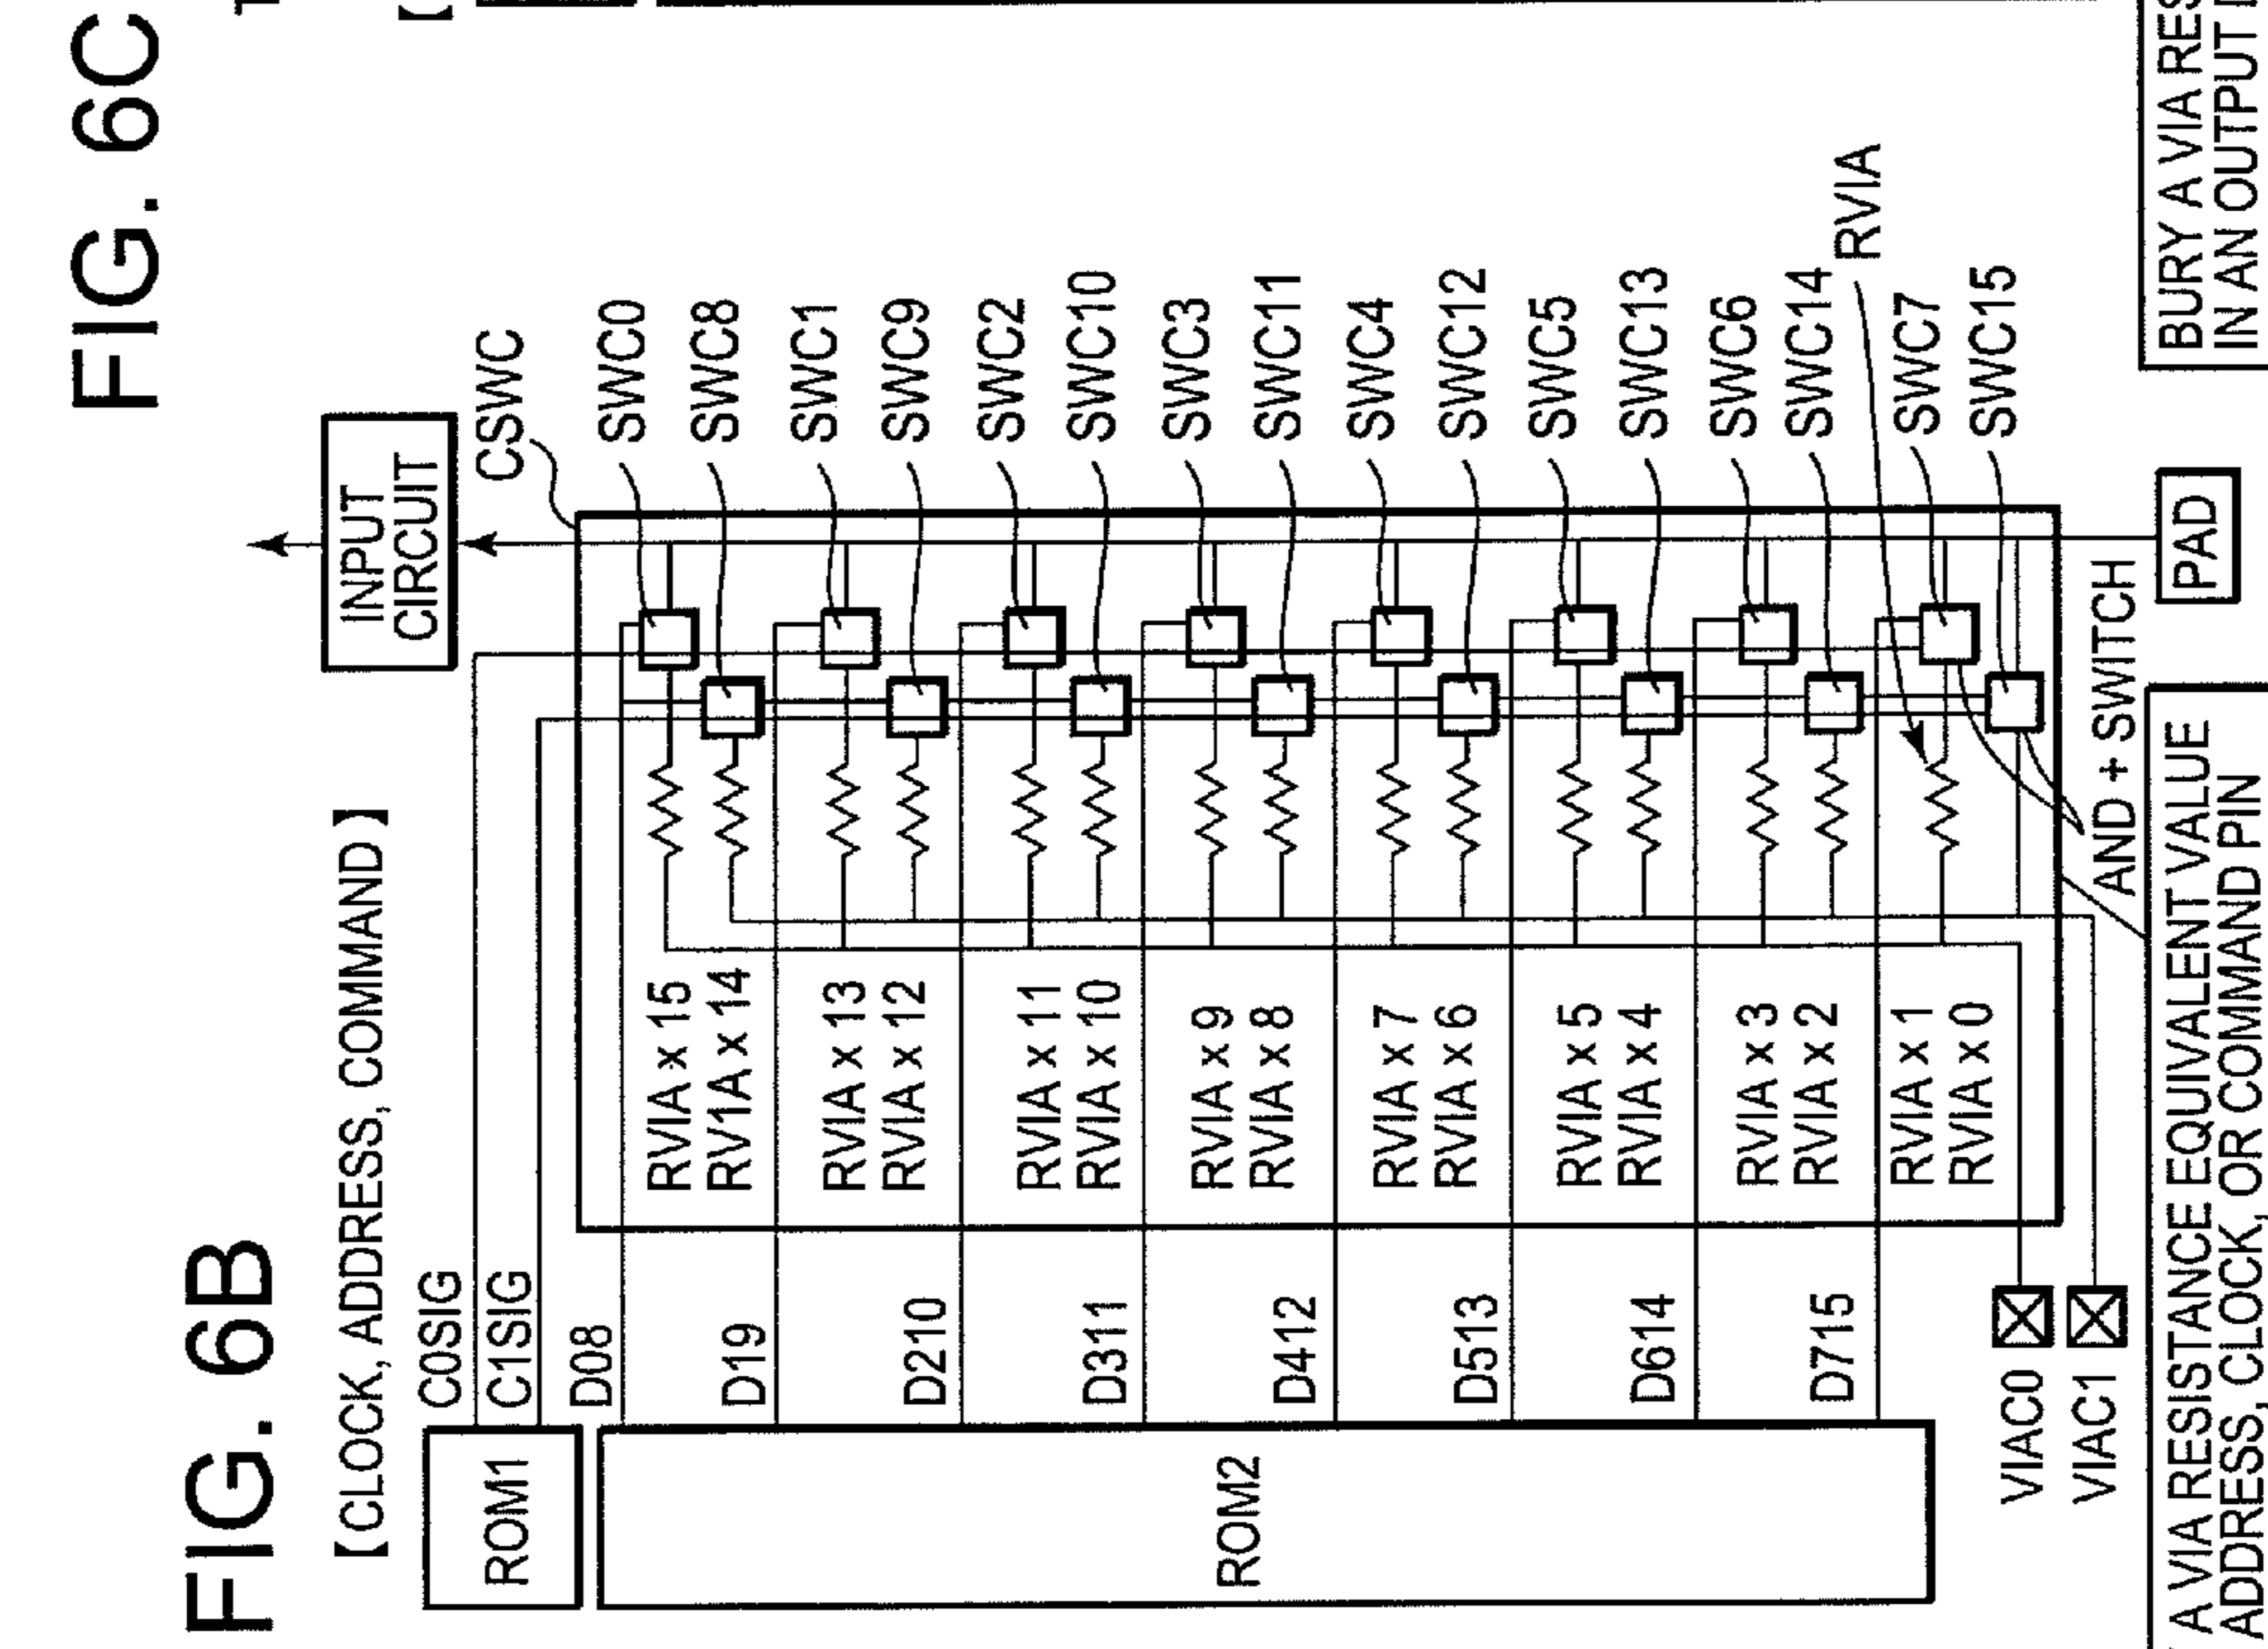 FIG. 6B
FIG. 6C
【CLOCK, ADDRESS, COMMAND】
【
ROM1
ROM2
C0SIG
C1SIG
D08
D19
D210
D311
D412
D513
D614
D715
INPUT
CIRCUIT
CSWC
SWC0
SWC8
SWC1
SWC9
SWC2
SWC10
SWC3
SWC11
SWC4
SWC12
SWC5
SWC13
SWC6
SWC14
RVIA
SWC7
SWC15
RVIA x 15
RV1A x 14
RVIA x 13
RVIA x 12
RVIA x 11
RVIA x 10
RVIA x 9
RVIA x 8
RVIA x 7
RVIA x 6
RVIA x 5
RVIA x 4
RVIA x 3
RVIA x 2
RVIA x 1
RVIA x 0
VIAC0
VIAC1
AND + SWITCH
PAD
A VIA RESISTANCE EQUIVALENT VALUE
ADDRESS, CLOCK, OR COMMAND PIN
BURY A VIA RES
IN AN OUTPUT